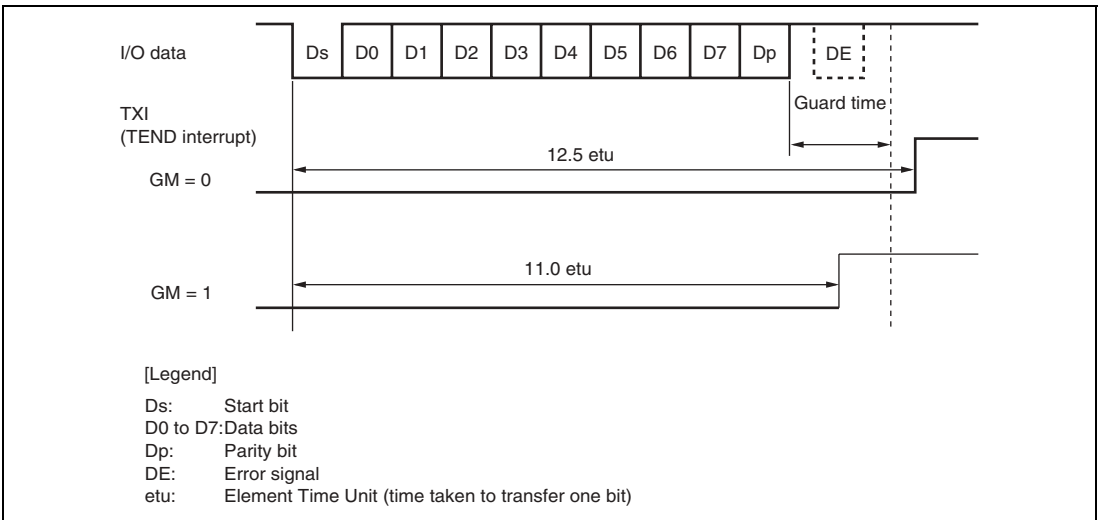 I/O data
Ds D0 D1 D2 D3 D4 D5 D6 D7 Dp DE
Guard time
TXI
(TEND interrupt)
12.5 etu
GM = 0
11.0 etu
GM = 1
[Legend]
Ds: Start bit
D0 to D7:Data bits
Dp: Parity bit
DE: Error signal
etu: Element Time Unit (time taken to transfer one bit)